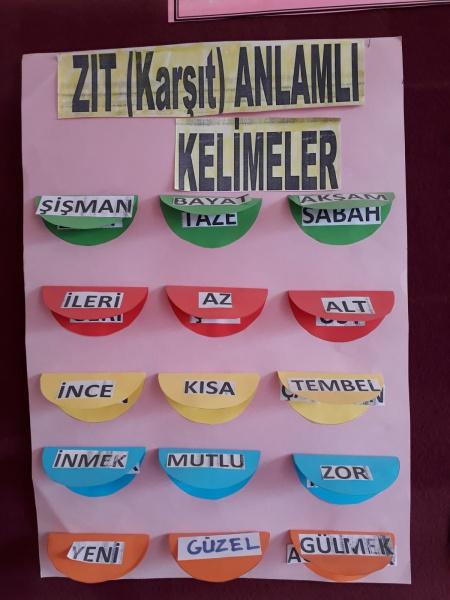 ZIT (Karşıt) ANLAMLI
KELİMELER
ŞİŞMAN
BAYAT
TAZE
AKŞAM
SABAH
İLERİ
AZ
ALT
İNCE
KISA
TEMBEL
İNMEK
MUTLU
ZOR
YENİ
GÜZEL
GÜLMEK